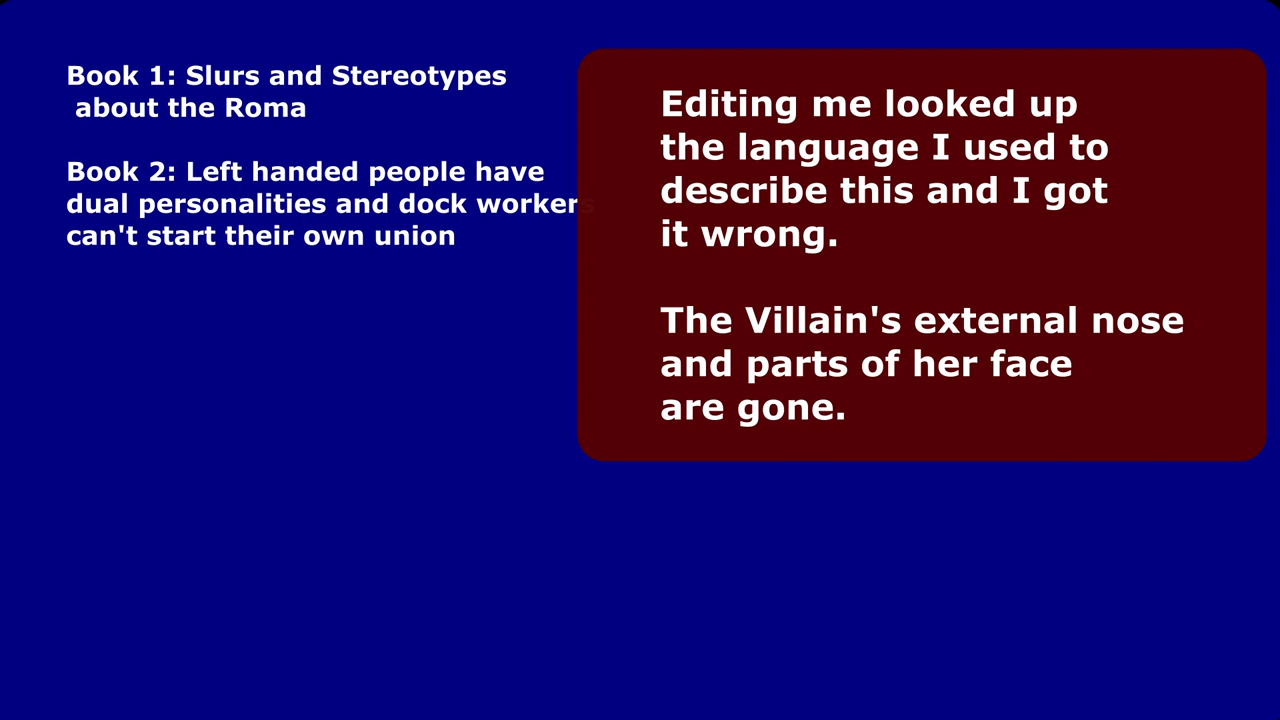 Book 1: Slurs and Stereotypes
about the Roma
Book 2: Left handed people have
dual personalities and dock workers
can't start their own union
Editing me looked up
the language I used to
describe this and I got
it wrong.
The Villain's external nose
and parts of her face
are gone.